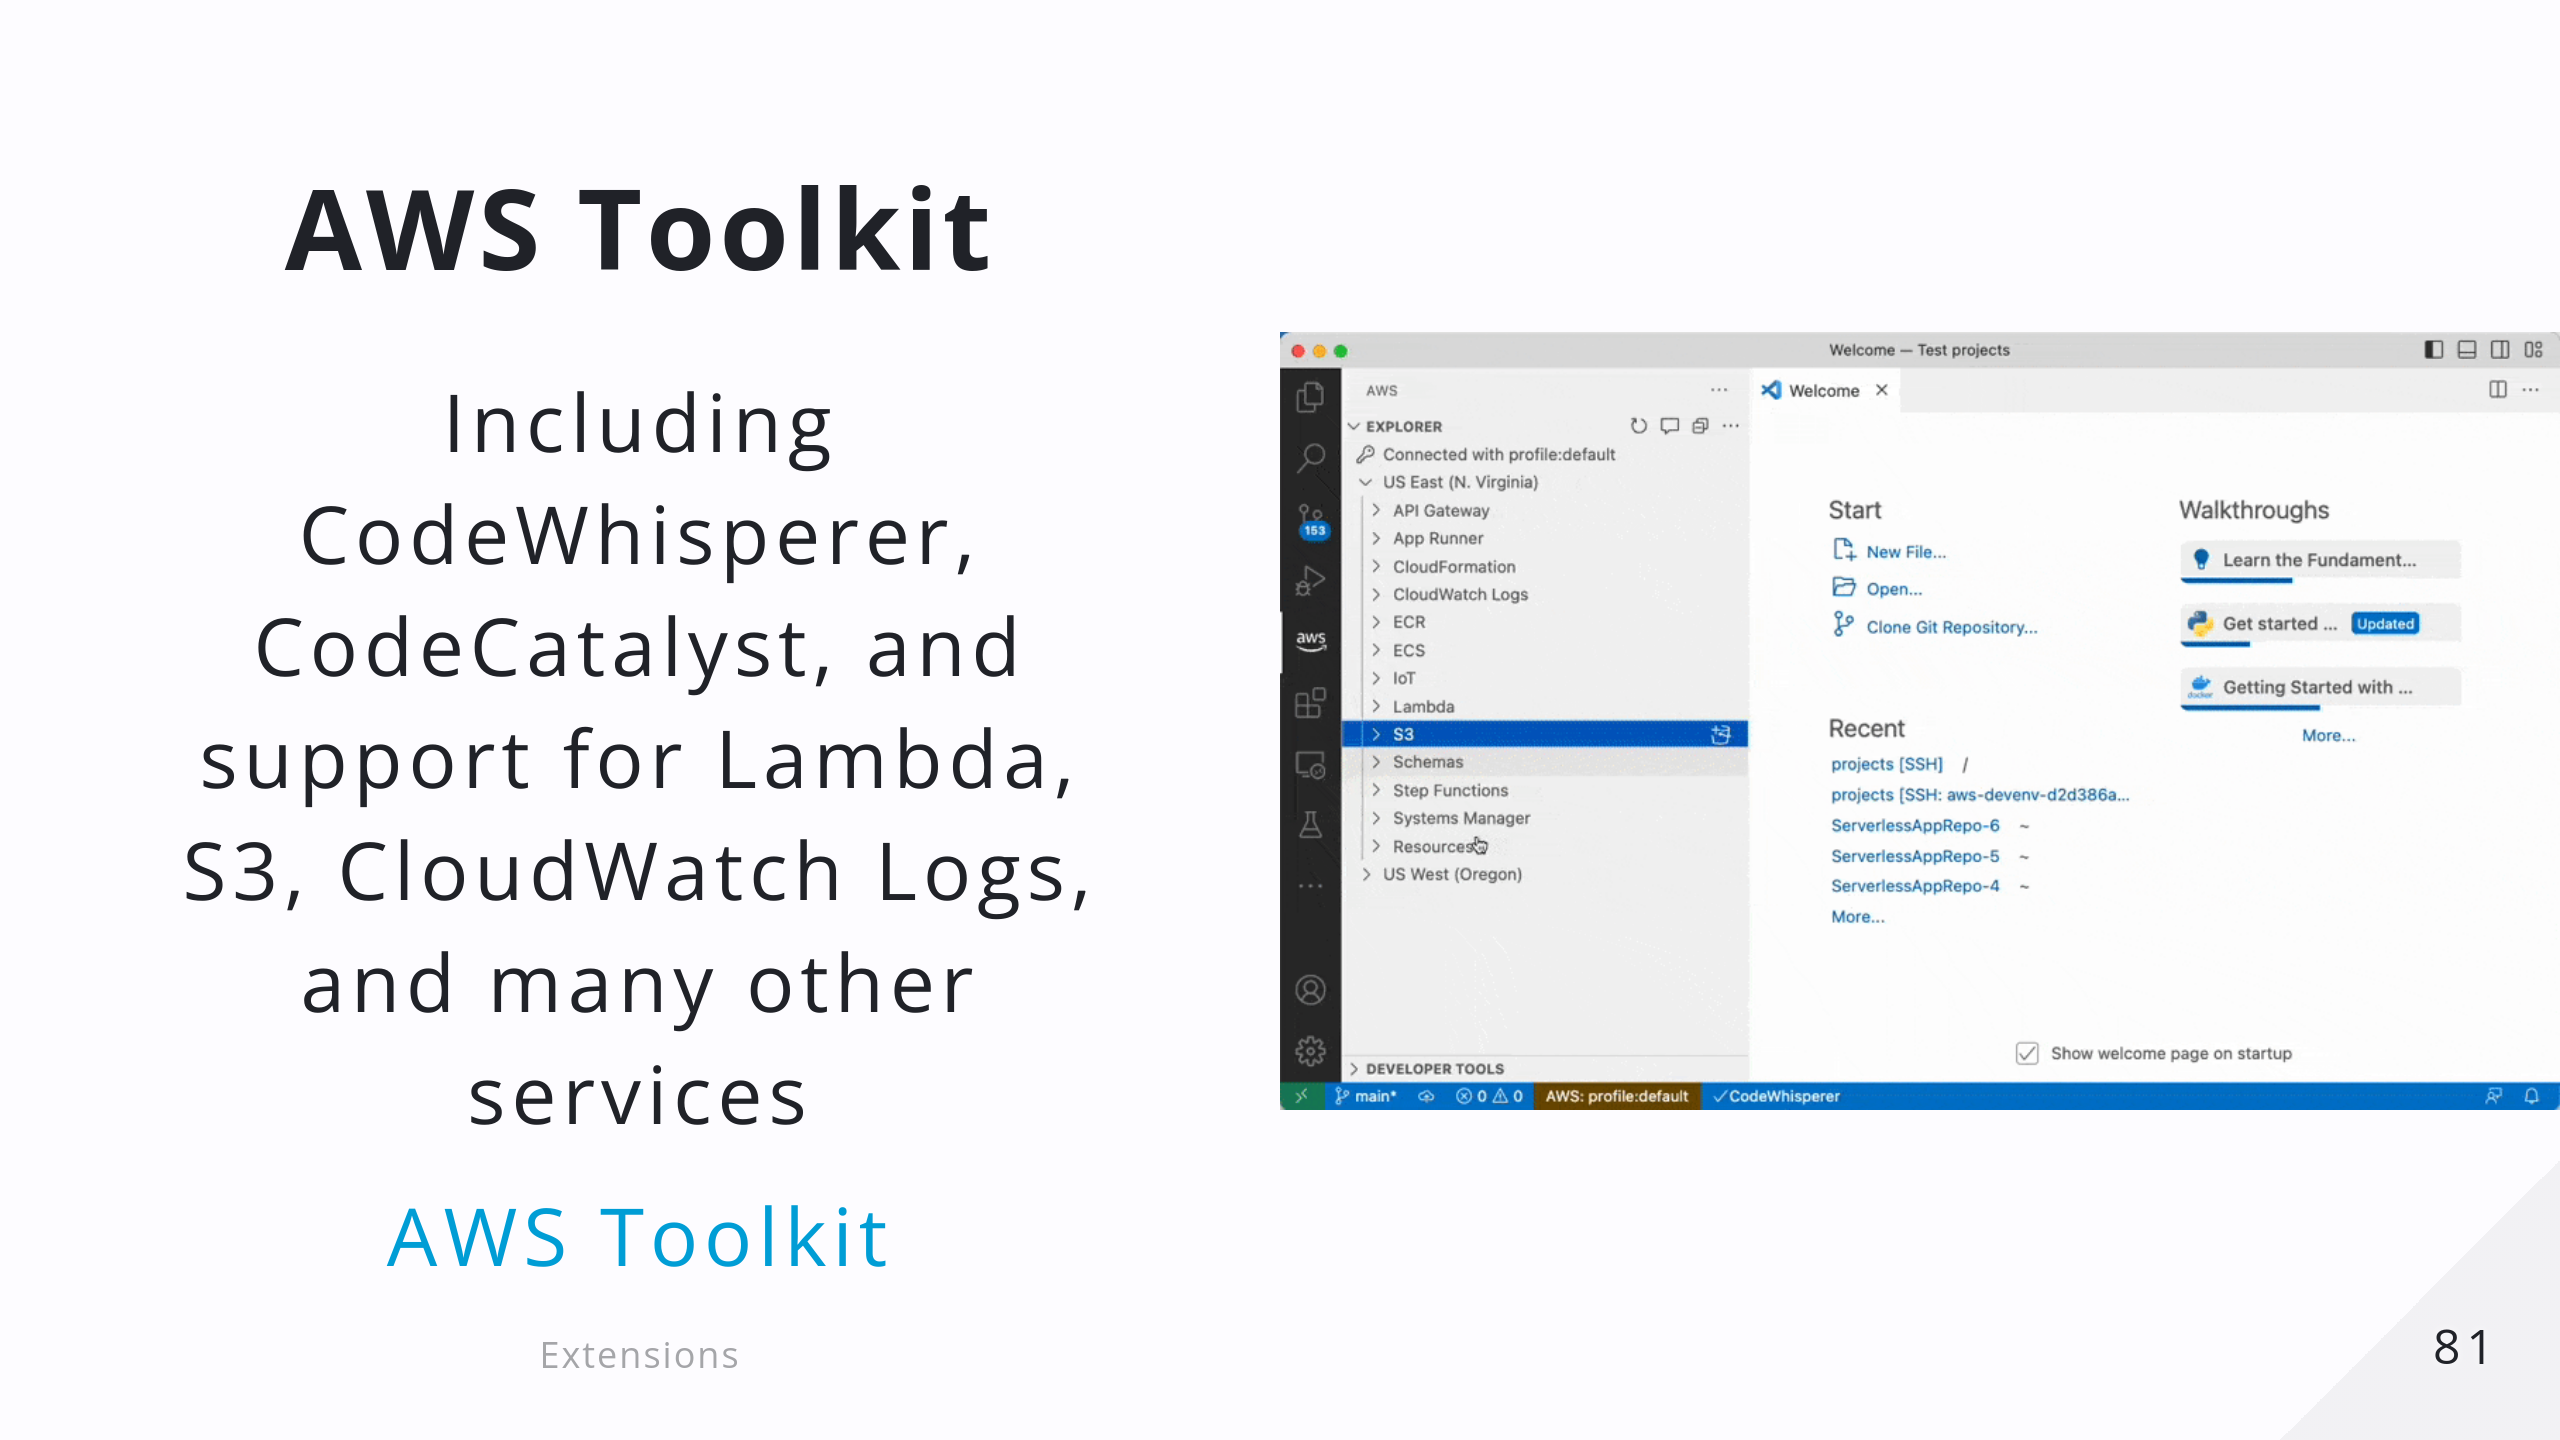 AWS Toolkit
Including
CodeWhisperer,
CodeCatalyst, and
support for Lambda,
S3, CloudWatch Logs,
and many other
services
AWS Toolkit
Extensions
Welcome — Test projects
AWS
EXPLORER
Connected with profile:default
US East (N. Virginia)
API Gateway
App Runner
CloudFormation
CloudWatch Logs
ECR
ECS
IoT
Lambda
S3
Schemas
Step Functions
Systems Manager
Resources
US West (Oregon)
DEVELOPER TOOLS
153
aws
Welcome
Start
New File...
Open...
Clone Git Repository...
Recent
projects [SSH] /
projects [SSH: aws-devenv-d2d386a...
ServerlessAppRepo-6 ~
ServerlessAppRepo-5 ~
ServerlessAppRepo-4 ~
More...
Walkthroughs
Learn the Fundament...
Get started ... Updated
docker Getting Started with ...
More...
Show welcome page on startup
main* 0 0 AWS: profile:default CodeWhisperer
81